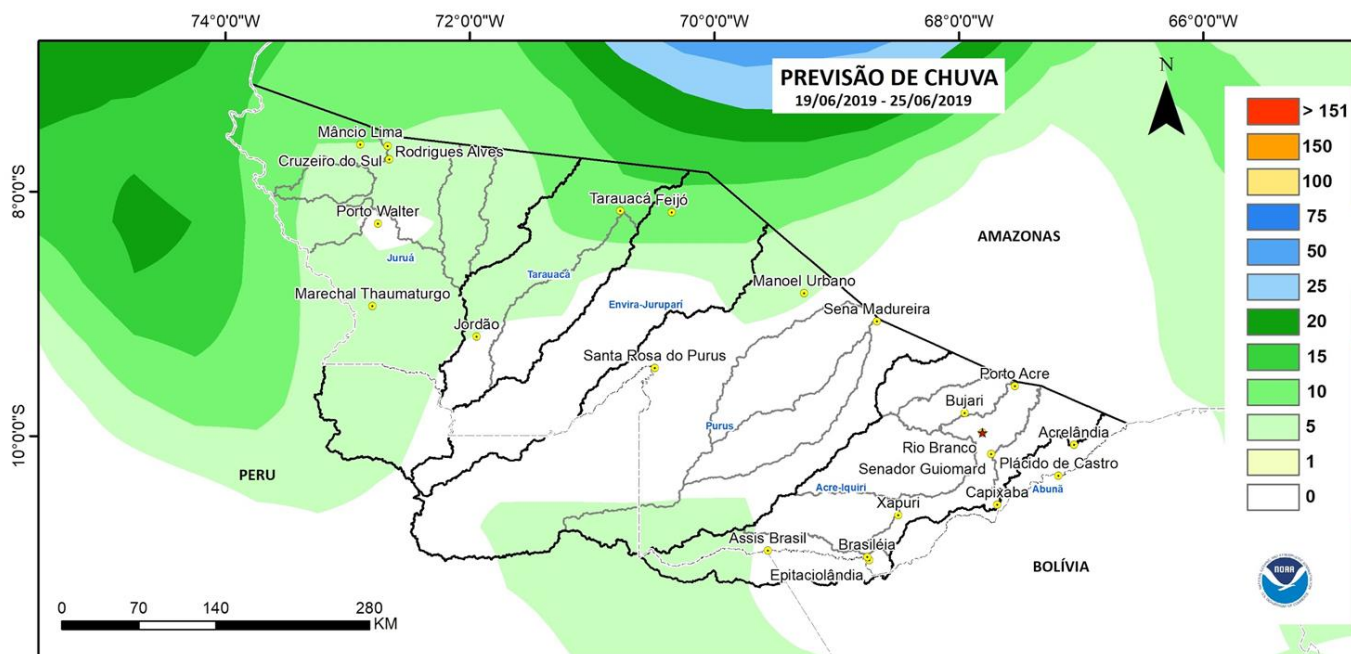 74°0'0"W
72°0'0"W
70°0'0"W
68°0'0"W
66°0'0"W
PREVISÃO DE CHUVA
19/06/2019 - 25/06/2019
N
> 151
150
100
75
50
25
20
15
10
5
1
0
8°0'0"S
10°0'0"S
Mâncio Lima
Rodrigues Alves
Cruzeiro do Sul
Porto Walter
Juruá
Marechal Thaumaturgo
Jordão
Tarauacá
Feijó
Tarauacá
Envira-Jurupari
Manoel Urbano
Sena Madureira
Santa Rosa do Purus
Purus
AMAZONAS
Porto Acre
Bujari
Rio Branco
Acrelândia
Senador Guiomard
Plácido de Castro
Acre-Iquiri
Capixaba
Abunã
Xapuri
Assis Brasil
Brasiléia
Epitaciolândia
PERU
BOLÍVIA
NOAA
0
70
140
280
KM